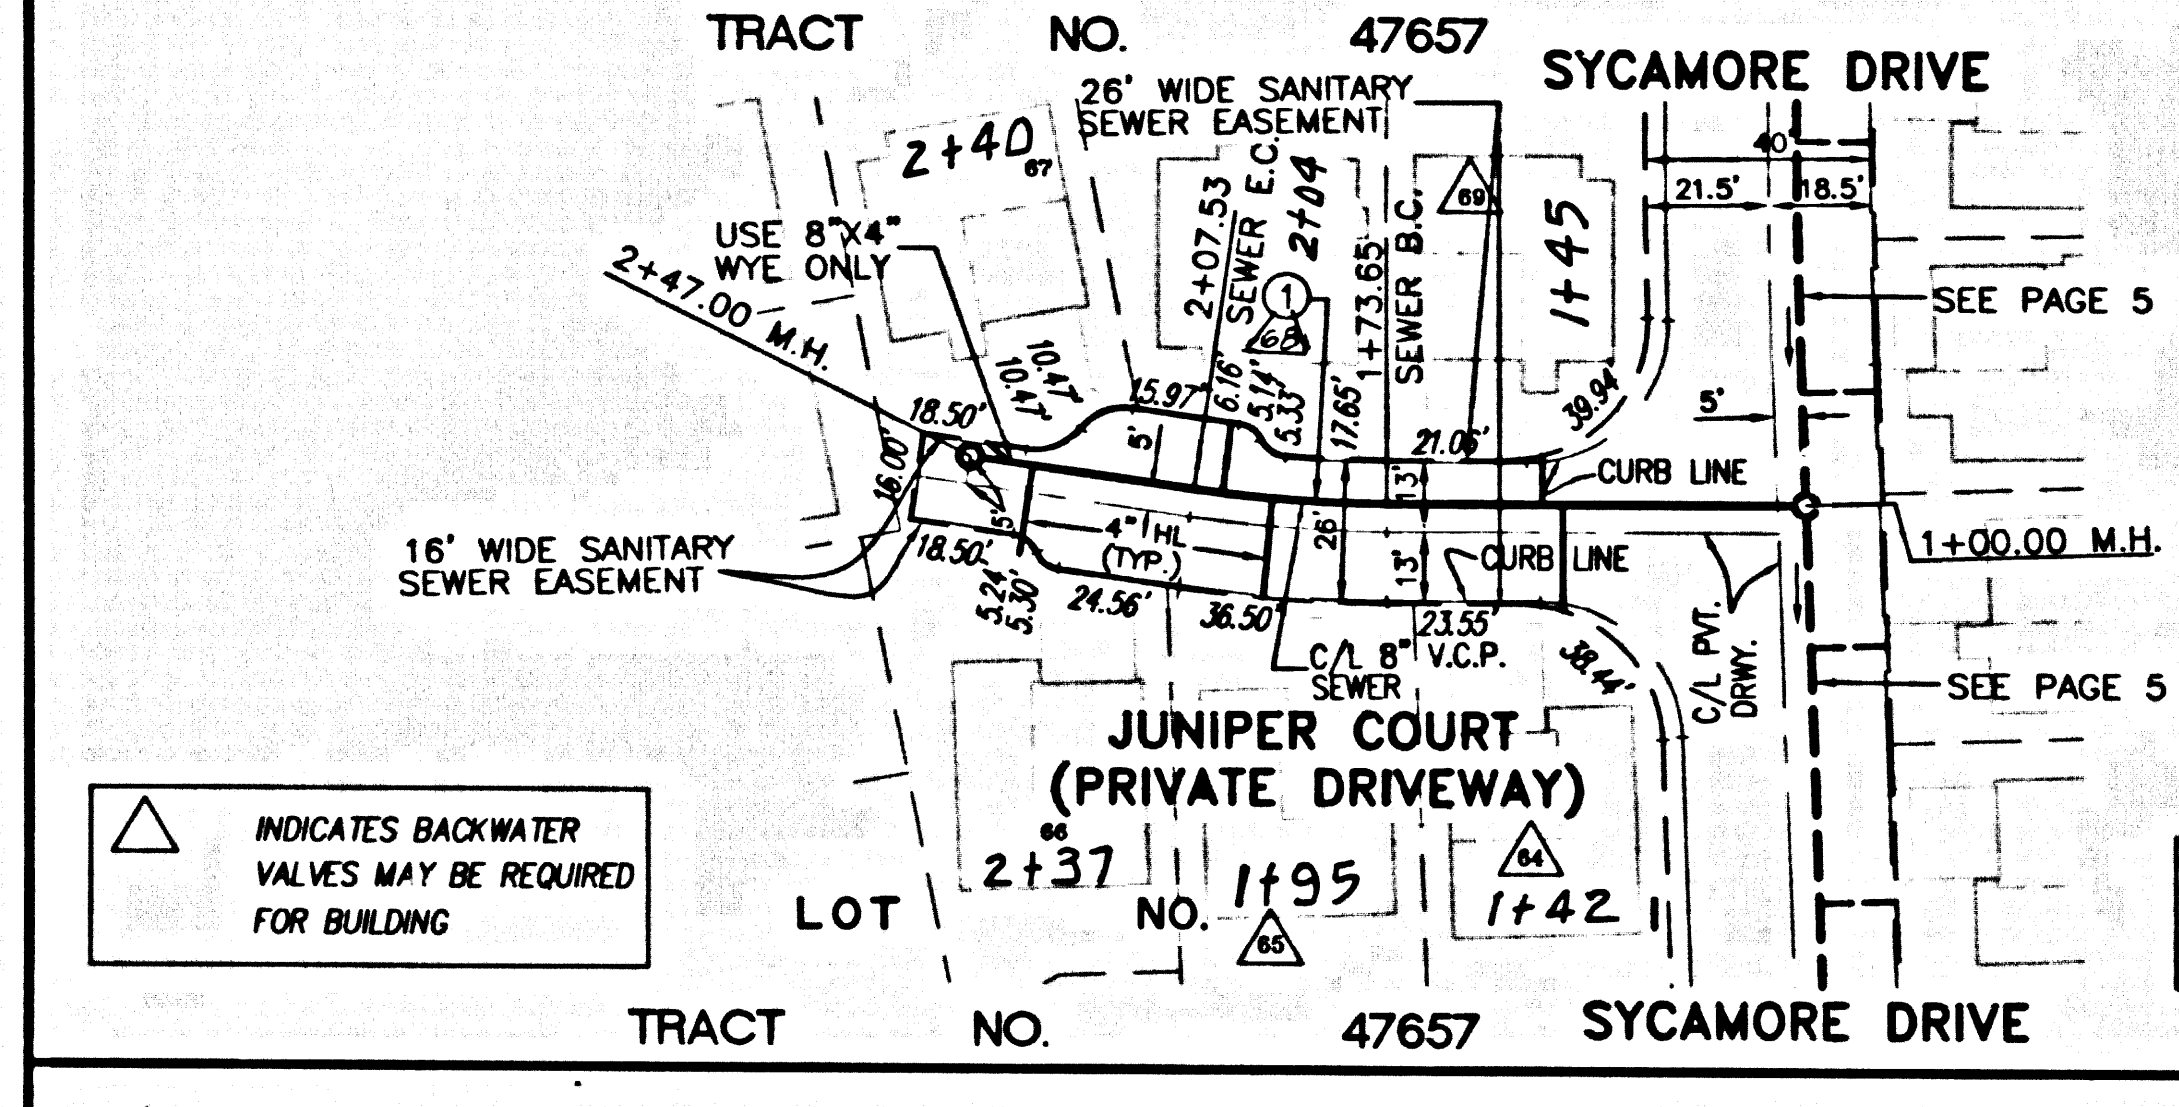 TRACT NO. 47657
SYCAMORE DRIVE
26' WIDE SANITARY
SEWER EASEMENT
2+40
67
USE 8"X4"
WYE ONLY
2+47.00 M.H.
2+07.53
SEWER E.C.
2+04
1
68
1+73.65
SEWER B.C.
69
1+45
40'
21.5'
18.5'
SEE PAGE 5
10.47'
10.47'
18.50'
15.97'
6.16'
5.14'
5.33'
17.65'
21.06'
39.94'
5'
5'
16.00'
13'
CURB LINE
16' WIDE SANITARY
SEWER EASEMENT
18.50'
5'
4" HL
(TYP.)
26'
13'
CURB LINE
1+00.00 M.H.
5.24'
5.30'
24.56'
36.50'
23.55'
38.44'
C/L 8" V.C.P.
SEWER
C/L PVT.
DRWY.
SEE PAGE 5
JUNIPER COURT
(PRIVATE DRIVEWAY)
INDICATES BACKWATER
VALVES MAY BE REQUIRED
FOR BUILDING
66
2+37
1+95
65
64
1+42
LOT NO.
TRACT NO. 47657
SYCAMORE DRIVE